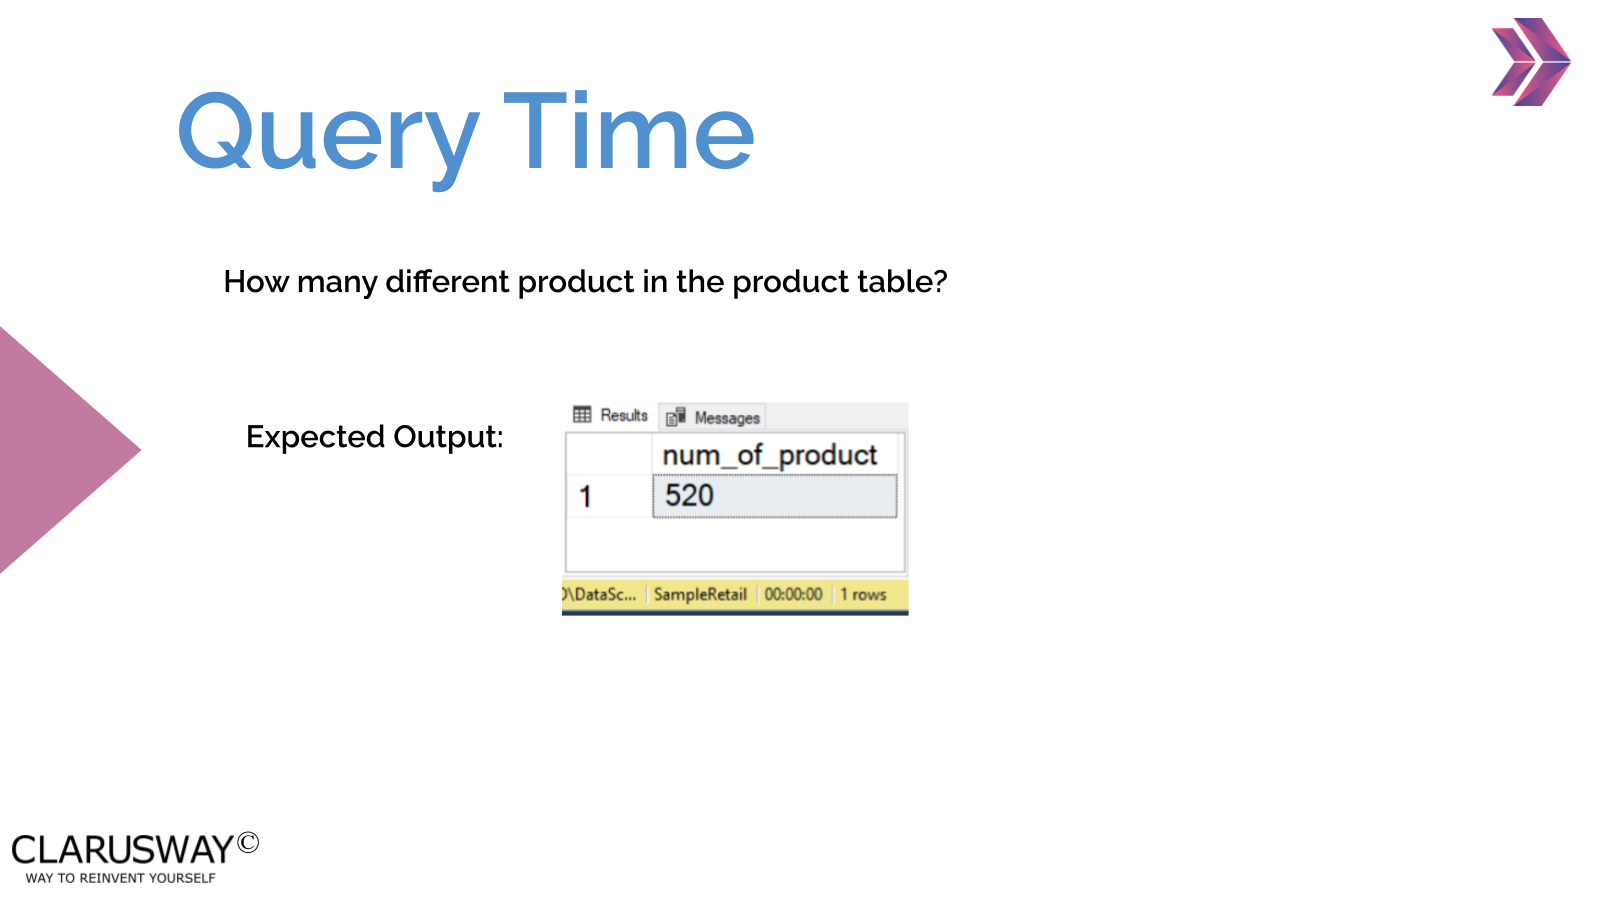 Query Time
How many different product in the product table?
Expected Output:
Results Messages
num_of_product
1 520
D\DataSc... SampleRetail 00:00:00 1 rows
CLARUSWAY©
WAY TO REINVENT YOURSELF